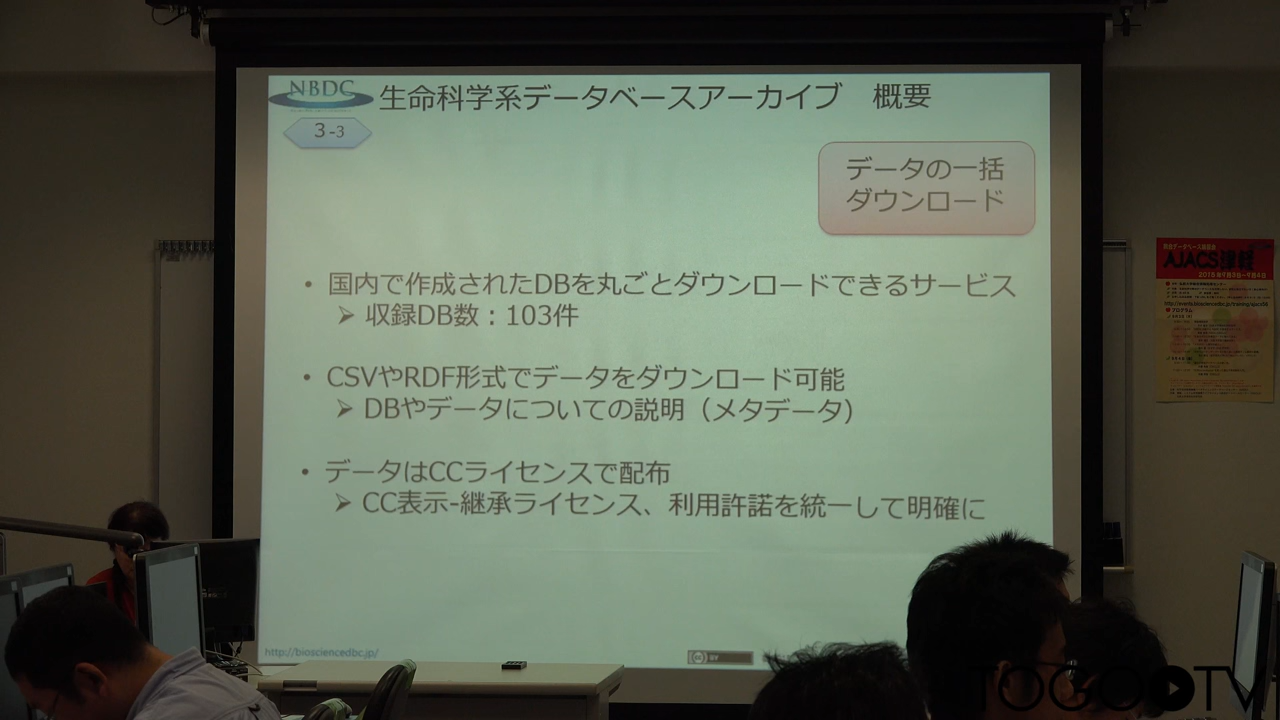 NBDC
生命科学系データベースアーカイブ 概要
3-3
データの一括
ダウンロード
• 国内で作成されたDBを丸ごとダウンロードできるサービス
➢ 収録DB数：103件
• CSVやRDF形式でデータをダウンロード可能
➢ DBやデータについての説明（メタデータ）
• データはCCライセンスで配布
➢ CC表示-継承ライセンス、利用許諾を統一して明確に
http://biosciencedbc.jp/
cc BY
AJACS津軽
プログラム
TOGOTV